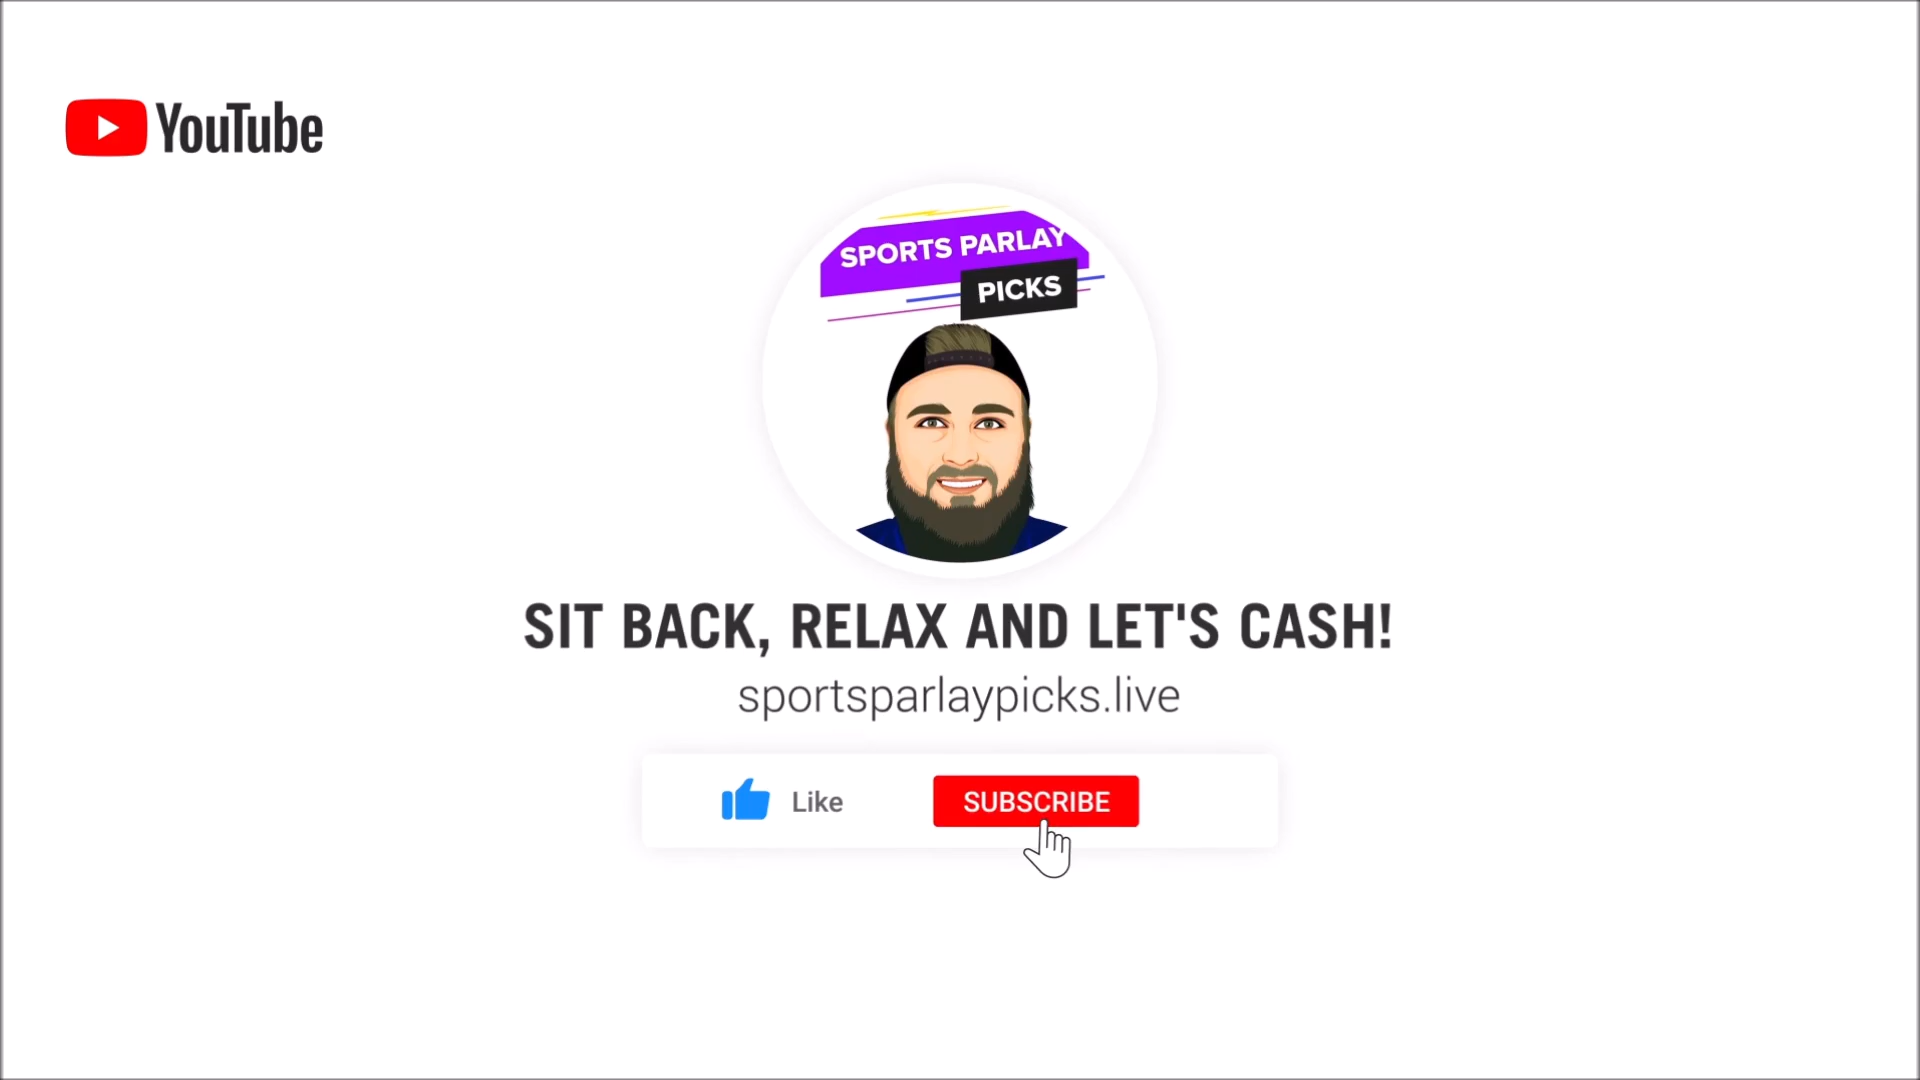 YouTube
SPORTS PARLAY
PICKS
SIT BACK, RELAX AND LET'S CASH!
sportsparlaypicks.live
Like
SUBSCRIBE